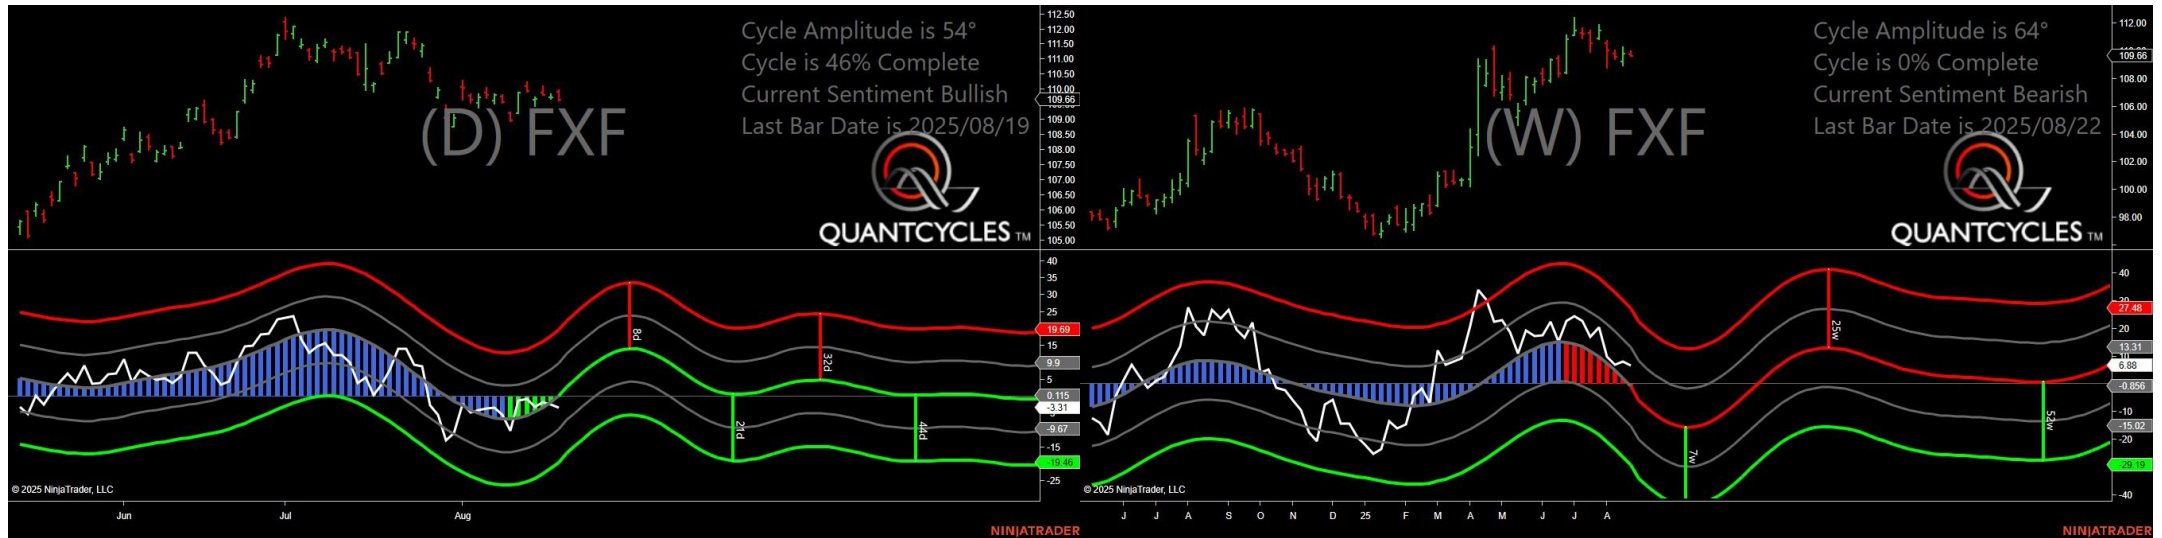 Cycle Amplitude is 54°
Cycle is 46% Complete
Current Sentiment Bullish
Last Bar Date is 2025/08/19
(D) FXF
QUANTCYCLES TM
112.50
112.00
111.50
111.00
110.50
110.00
109.66
109.00
108.50
108.00
107.50
107.00
106.50
106.00
105.50
105.00
40
35
30
25
19.69
15
9.9
5
0.115
-3.31
-9.67
-15
-19.46
-25
8d
21d
32d
44d
© 2025 NinjaTrader, LLC
Jun
Jul
Aug
NINJATRADER
Cycle Amplitude is 64°
Cycle is 0% Complete
Current Sentiment Bearish
Last Bar Date is 2025/08/22
(W) FXF
QUANTCYCLES TM
112.00
109.66
108.00
106.00
104.00
102.00
100.00
98.00
40
27.48
20
13.31
6.88
-0.856
-10
-15.02
-20
-29.19
-40
7w
25w
52w
© 2025 NinjaTrader, LLC
J J A S O N D 25 F M A M J J A
NINJATRADER